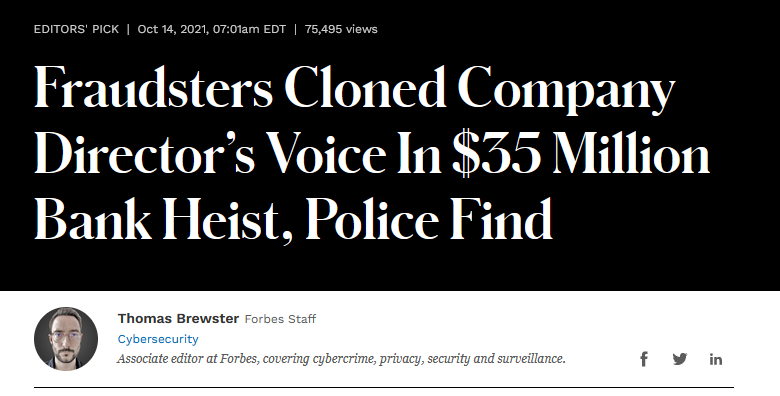 EDITORS' PICK | Oct 14, 2021, 07:01am EDT | 75,495 views
Fraudsters Cloned Company
Director’s Voice In $35 Million
Bank Heist, Police Find
Thomas Brewster Forbes Staff
Cybersecurity
Associate editor at Forbes, covering cybercrime, privacy, security and surveillance.